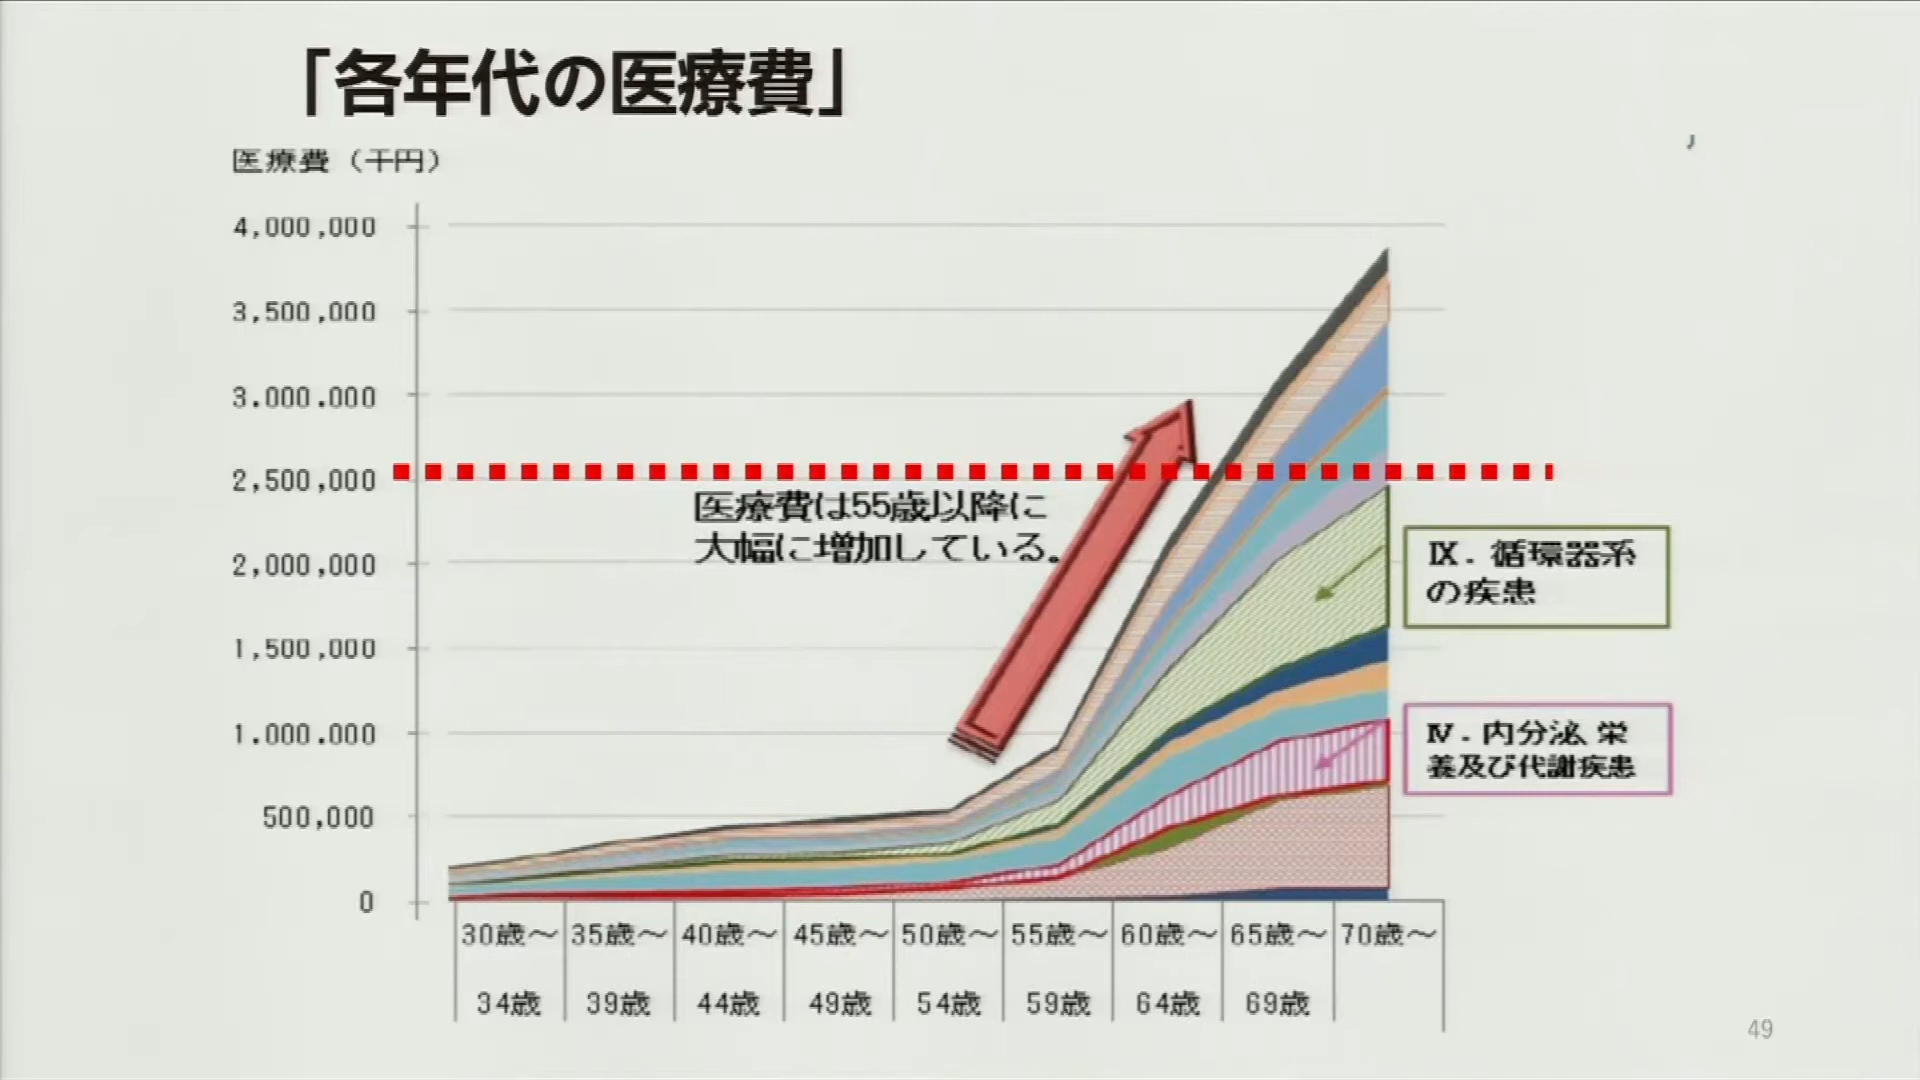 「各年代の医療費」
医療費（千円）
4,000,000
3,500,000
3.000.000
2,500,000
2,000,000
1,500,000
1.000.000
500,000
0
医療費は55歳以降に
大幅に増加している。
Ⅸ．循環器系
の疾患
Ⅳ．内分泌、栄
養及び代謝疾患
30歳～ 35歳～ 40歳～ 45歳～ 50歳～ 55歳～ 60歳～ 65歳～ 70歳～
34歳 39歳 44歳 49歳 54歳 59歳 64歳 69歳
49